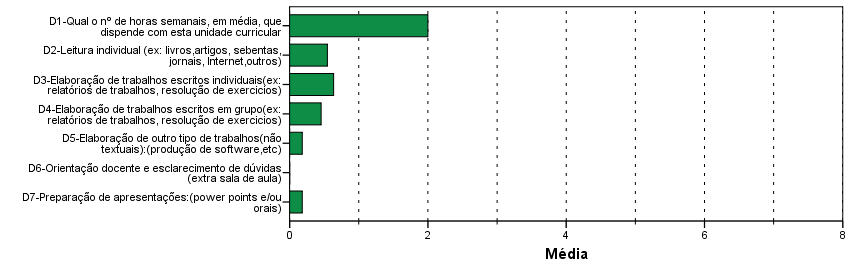 D1-Qual o nº de horas semanais, em média, que
dispende com esta unidade curricular
D2-Leitura individual (ex: livros,artigos, sebentas,
jornais, Internet,outros)
D3-Elaboração de trabalhos escritos individuais(ex:
relatórios de trabalhos, resolução de exercicios)
D4-Elaboração de trabalhos escritos em grupo(ex:
relatórios de trabalhos, resolução de exercicios)
D5-Elaboração de outro tipo de trabalhos(não
textuais):(produção de software,etc)
D6-Orientação docente e esclarecimento de dúvidas
(extra sala de aula)
D7-Preparação de apresentações:(power points e/ou
orais)
0 2 4 6 8
Média